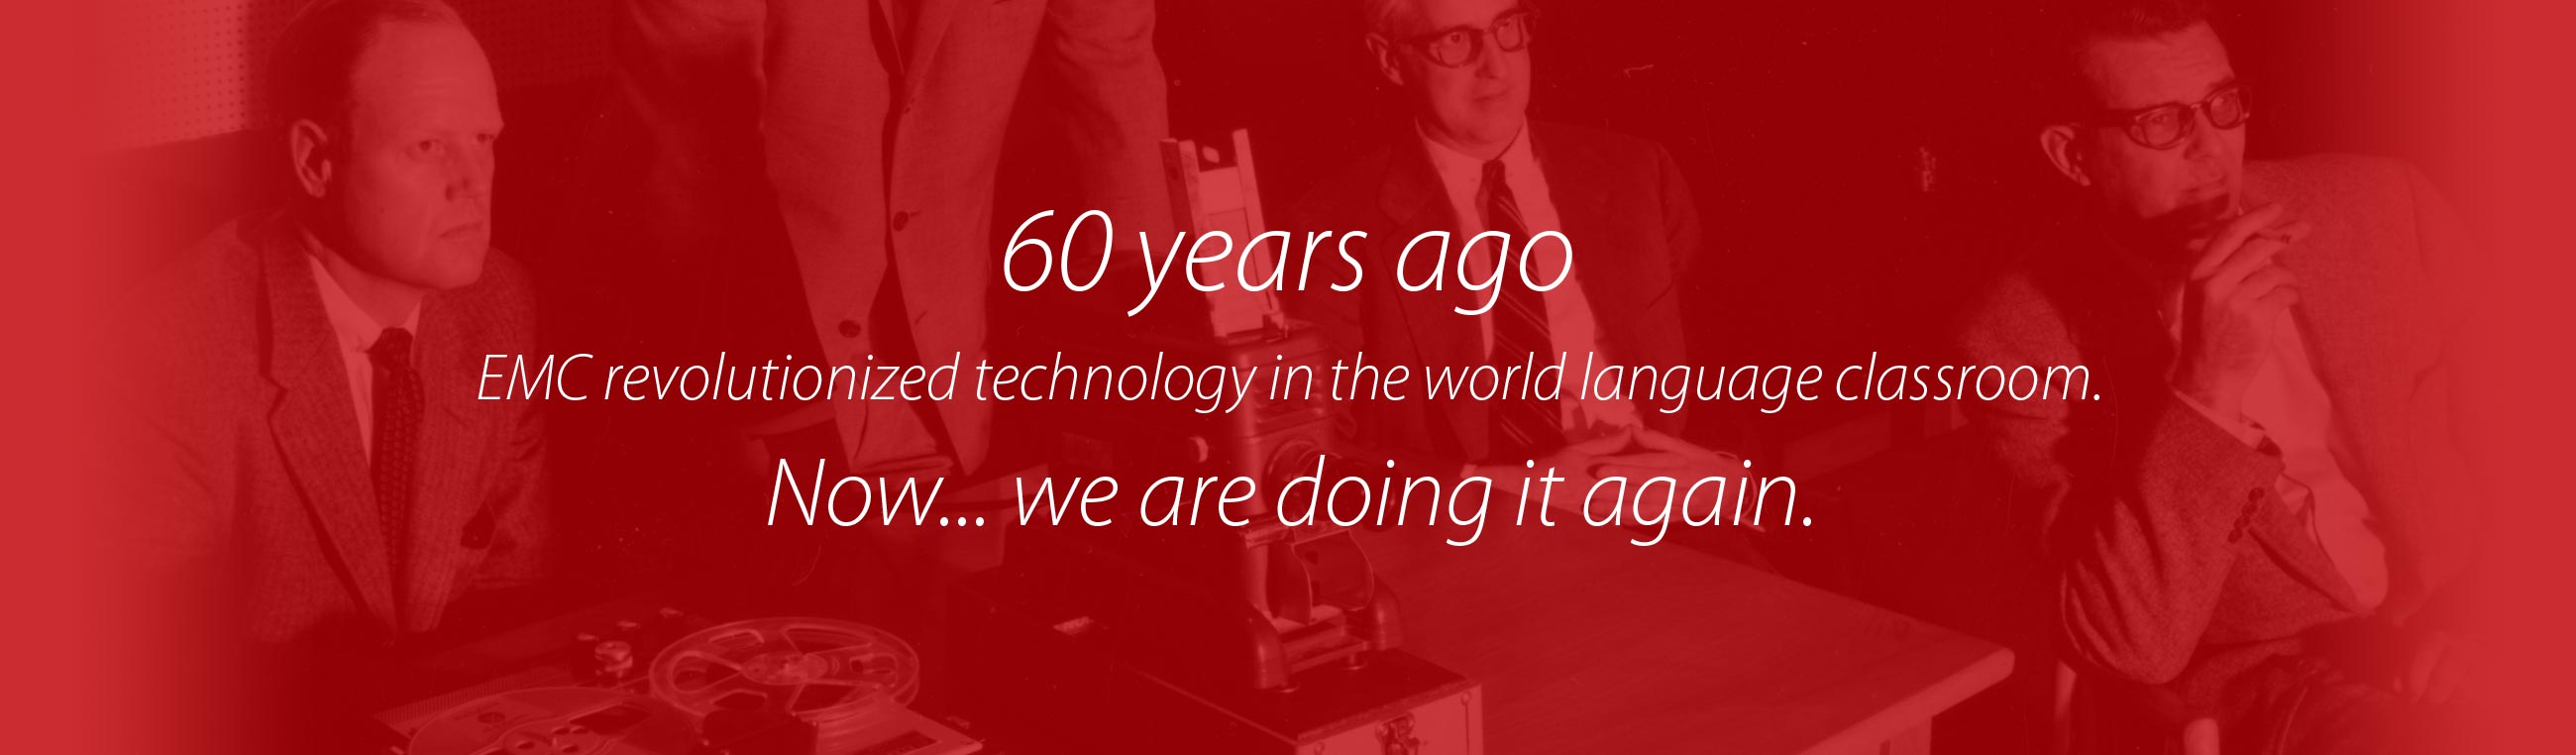 60 years ago
EMC revolutionized technology in the world language classroom.
Now... we are doing it again.